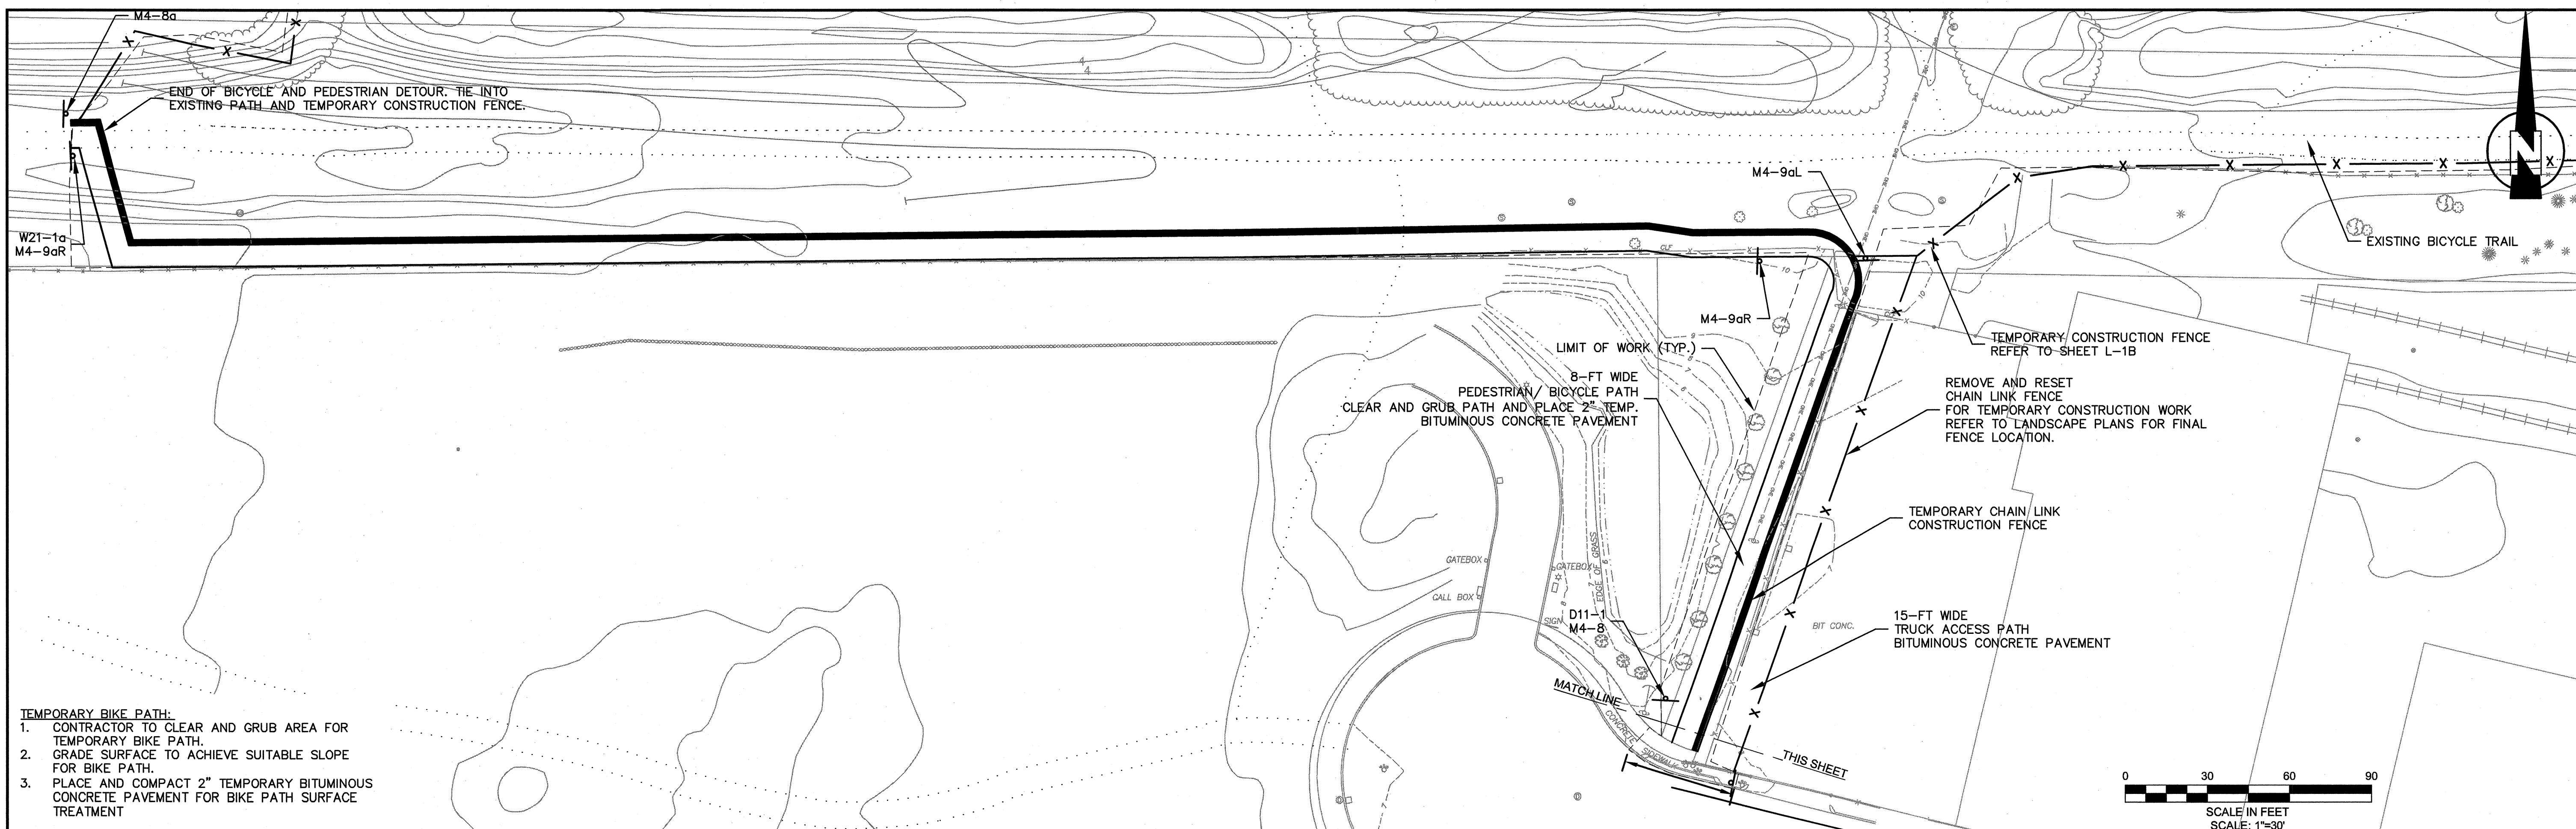 M4-8a
END OF BICYCLE AND PEDESTRIAN DETOUR. TIE INTO
EXISTING PATH AND TEMPORARY CONSTRUCTION FENCE.
W21-1a
M4-9aR
M4-9aL
N
EXISTING BICYCLE TRAIL
CLF
10
10
M4-9aR
TEMPORARY CONSTRUCTION FENCE
REFER TO SHEET L-1B
LIMIT OF WORK (TYP.)
8-FT WIDE
PEDESTRIAN/ BICYCLE PATH
CLEAR AND GRUB PATH AND PLACE 2" TEMP.
BITUMINOUS CONCRETE PAVEMENT
REMOVE AND RESET
CHAIN LINK FENCE
FOR TEMPORARY CONSTRUCTION WORK
REFER TO LANDSCAPE PLANS FOR FINAL
FENCE LOCATION.
TEMPORARY CHAIN LINK
CONSTRUCTION FENCE
GATEBOX
GATEBOX
CALL BOX
EDGE OF GRASS
SIGN
D11-1
M4-8
BIT CONC.
15-FT WIDE
TRUCK ACCESS PATH
BITUMINOUS CONCRETE PAVEMENT
MATCH LINE
THIS SHEET
CONCRETE SIDEWALK
TEMPORARY BIKE PATH:
1. CONTRACTOR TO CLEAR AND GRUB AREA FOR
TEMPORARY BIKE PATH.
2. GRADE SURFACE TO ACHIEVE SUITABLE SLOPE
FOR BIKE PATH.
3. PLACE AND COMPACT 2" TEMPORARY BITUMINOUS
CONCRETE PAVEMENT FOR BIKE PATH SURFACE
TREATMENT
0 30 60 90
SCALE IN FEET
SCALE: 1"=30'